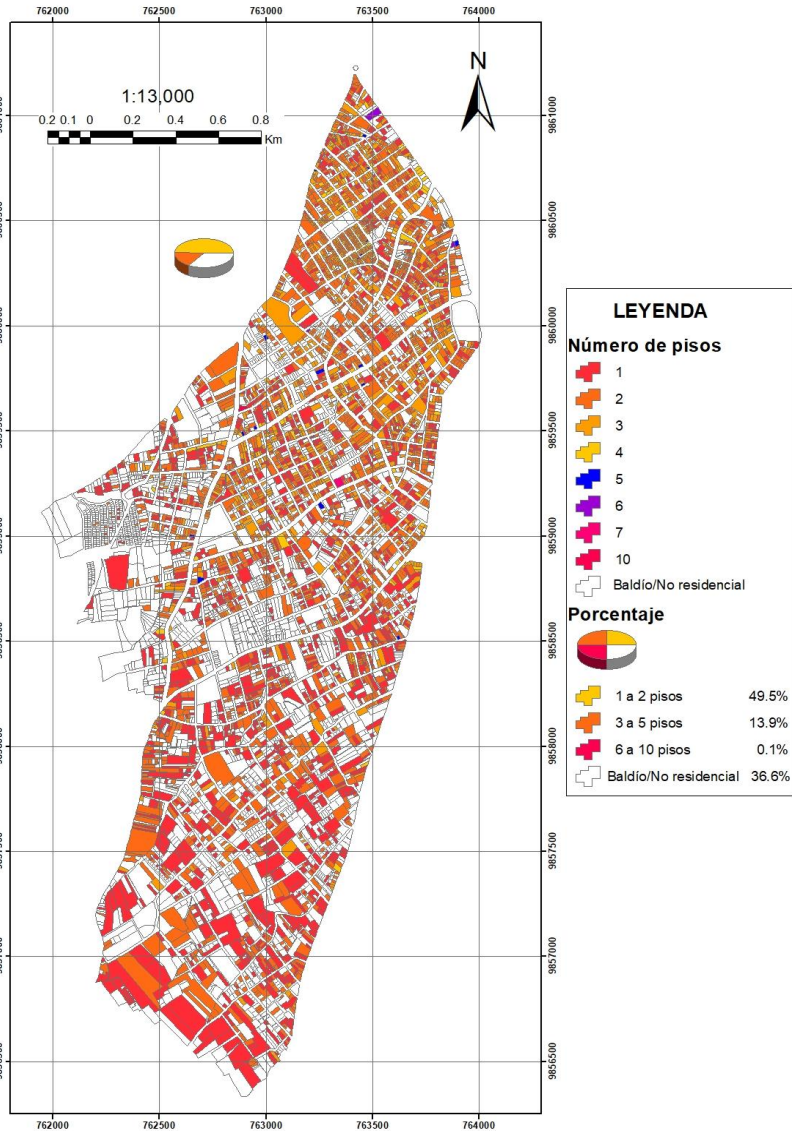 762000 762500 763000 763500 764000
1:13,000
0.2 0.1 0 0.2 0.4 0.6 0.8
Km
N
9861000
9860500
9860000
9859500
9859000
9858500
9858000
9857500
9857000
9856500
762000 762500 763000 763500 764000
LEYENDA
Número de pisos
1
2
3
4
5
6
7
10
Baldío/No residencial
Porcentaje
1 a 2 pisos 49.5%
3 a 5 pisos 13.9%
6 a 10 pisos 0.1%
Baldío/No residencial 36.6%